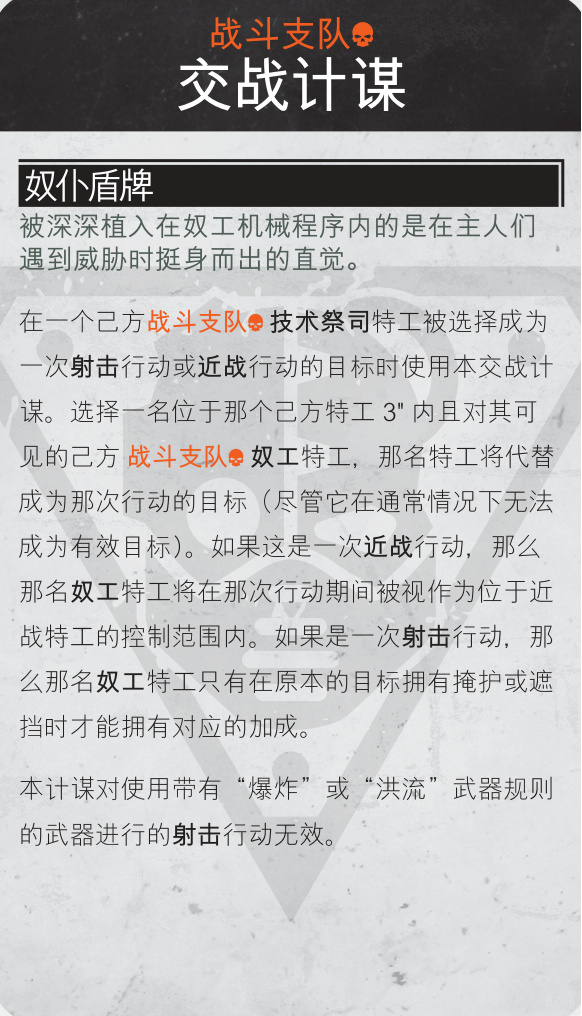 战斗支队
交战计谋
奴仆盾牌
被深深植入在奴工机械程序内的是在主人们
遇到威胁时挺身而出的直觉。
在一个己方战斗支队 技术祭司特工被选择成为
一次射击行动或近战行动的目标时使用本交战计
谋。选择一名位于那个己方特工 3" 内且对其可
见的己方 战斗支队 奴工特工，那名特工将代替
成为那次行动的目标（尽管它在通常情况下无法
成为有效目标）。如果这是一次近战行动，那么
那名奴工特工将在那次行动期间被视作为位于近
战特工的控制范围内。如果是一次射击行动，那
么那名奴工特工只有在原本的目标拥有掩护或遮
挡时才能拥有对应的加成。
本计谋对使用带有“爆炸”或“洪流”武器规则
的武器进行的射击行动无效。